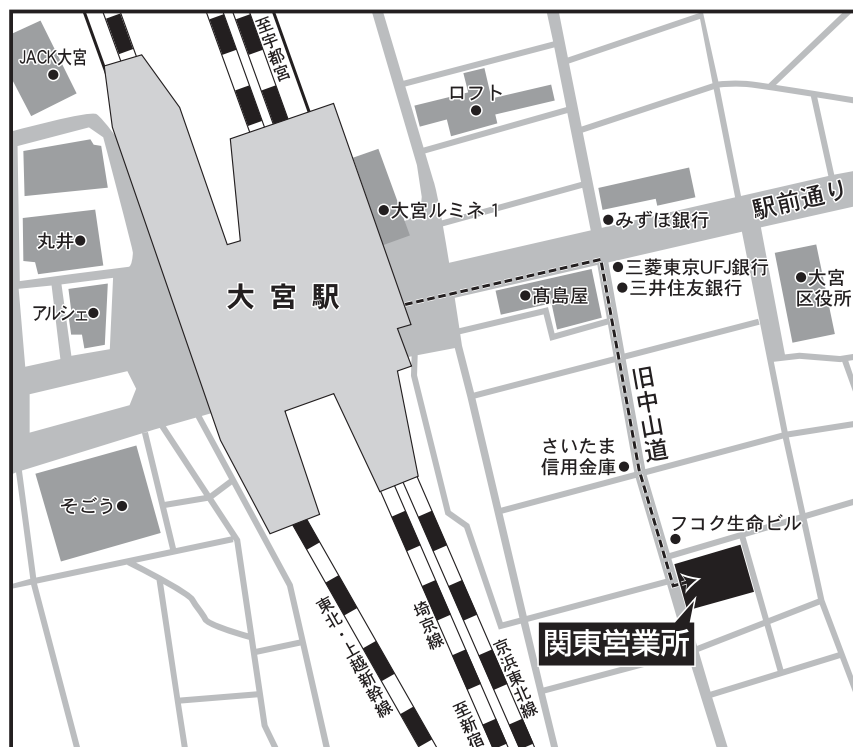 JACK大宮
至宇都宮
ロフト
大宮ルミネ1
みずほ銀行
駅前通り
丸井
三菱東京UFJ銀行
三井住友銀行
大宮
区役所
アルシェ
大宮駅
髙島屋
旧中山道
さいたま
信用金庫
そごう
フコク生命ビル
関東営業所
東北・上越新幹線
埼京線
京浜東北線
至新宿